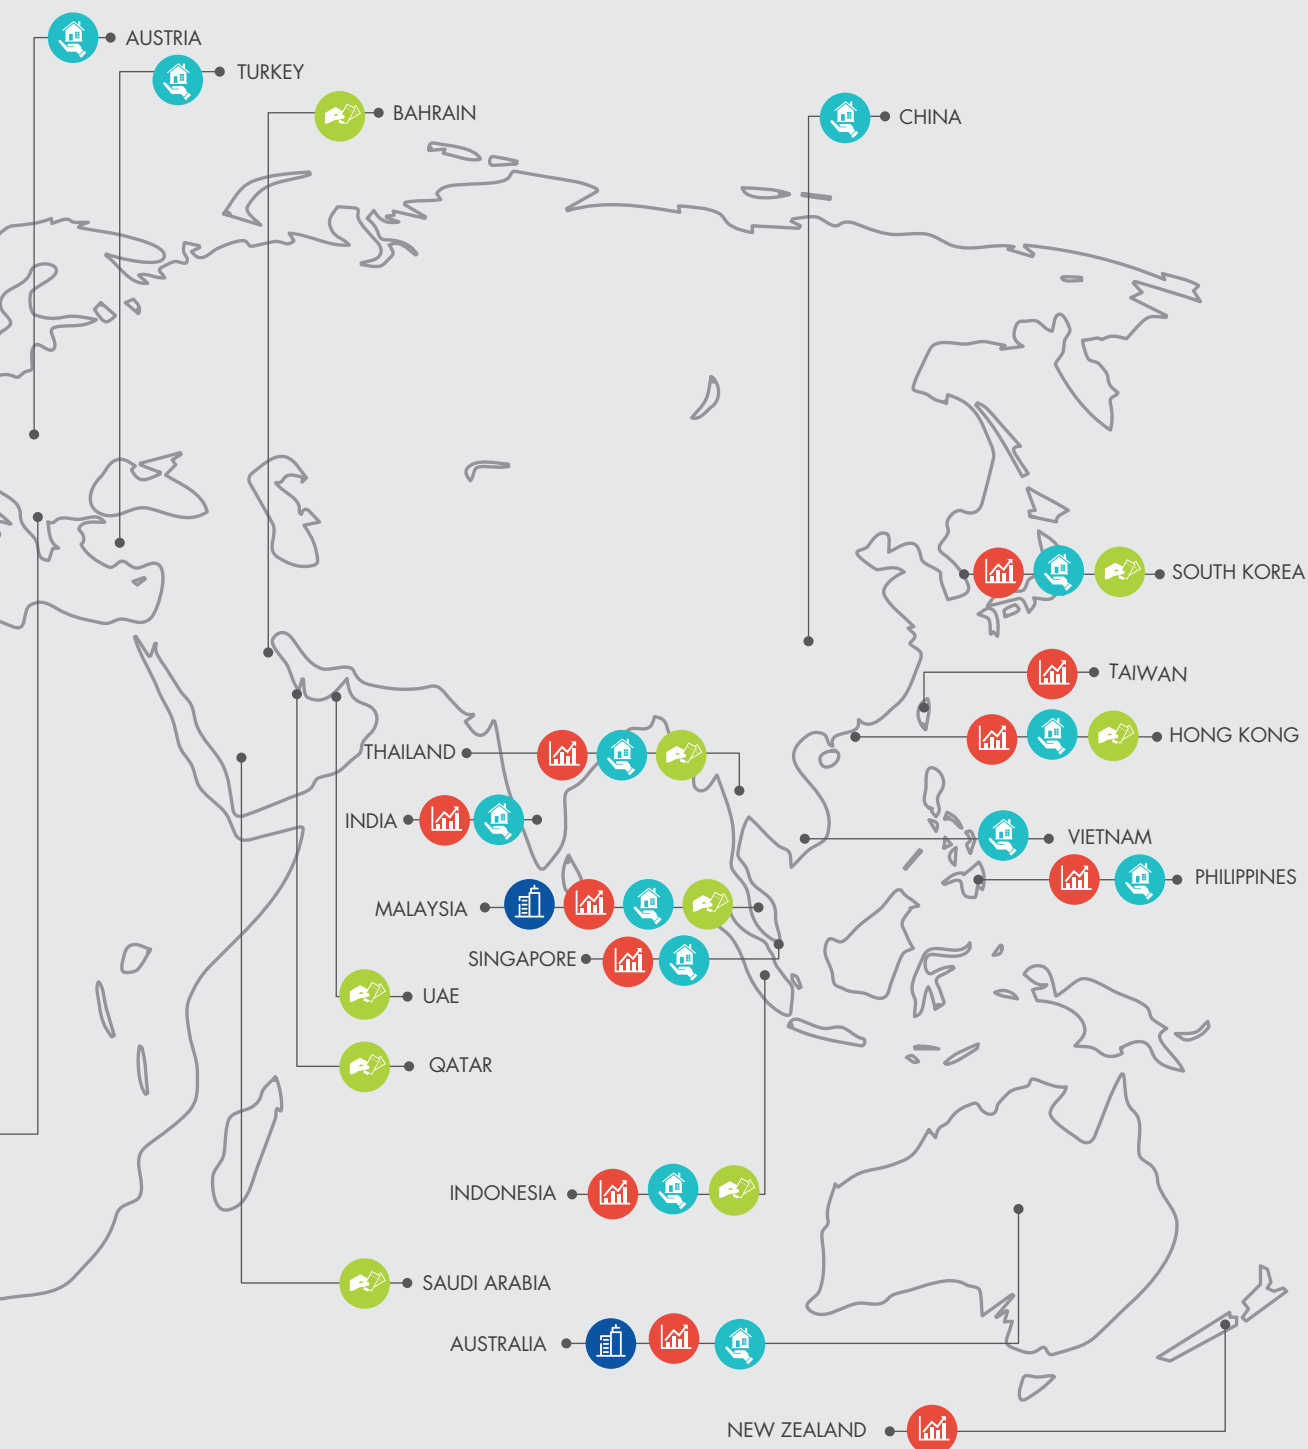 AUSTRIA
TURKEY
BAHRAIN
CHINA
SOUTH KOREA
TAIWAN
HONG KONG
THAILAND
INDIA
VIETNAM
PHILIPPINES
MALAYSIA
SINGAPORE
UAE
QATAR
INDONESIA
SAUDI ARABIA
AUSTRALIA
NEW ZEALAND